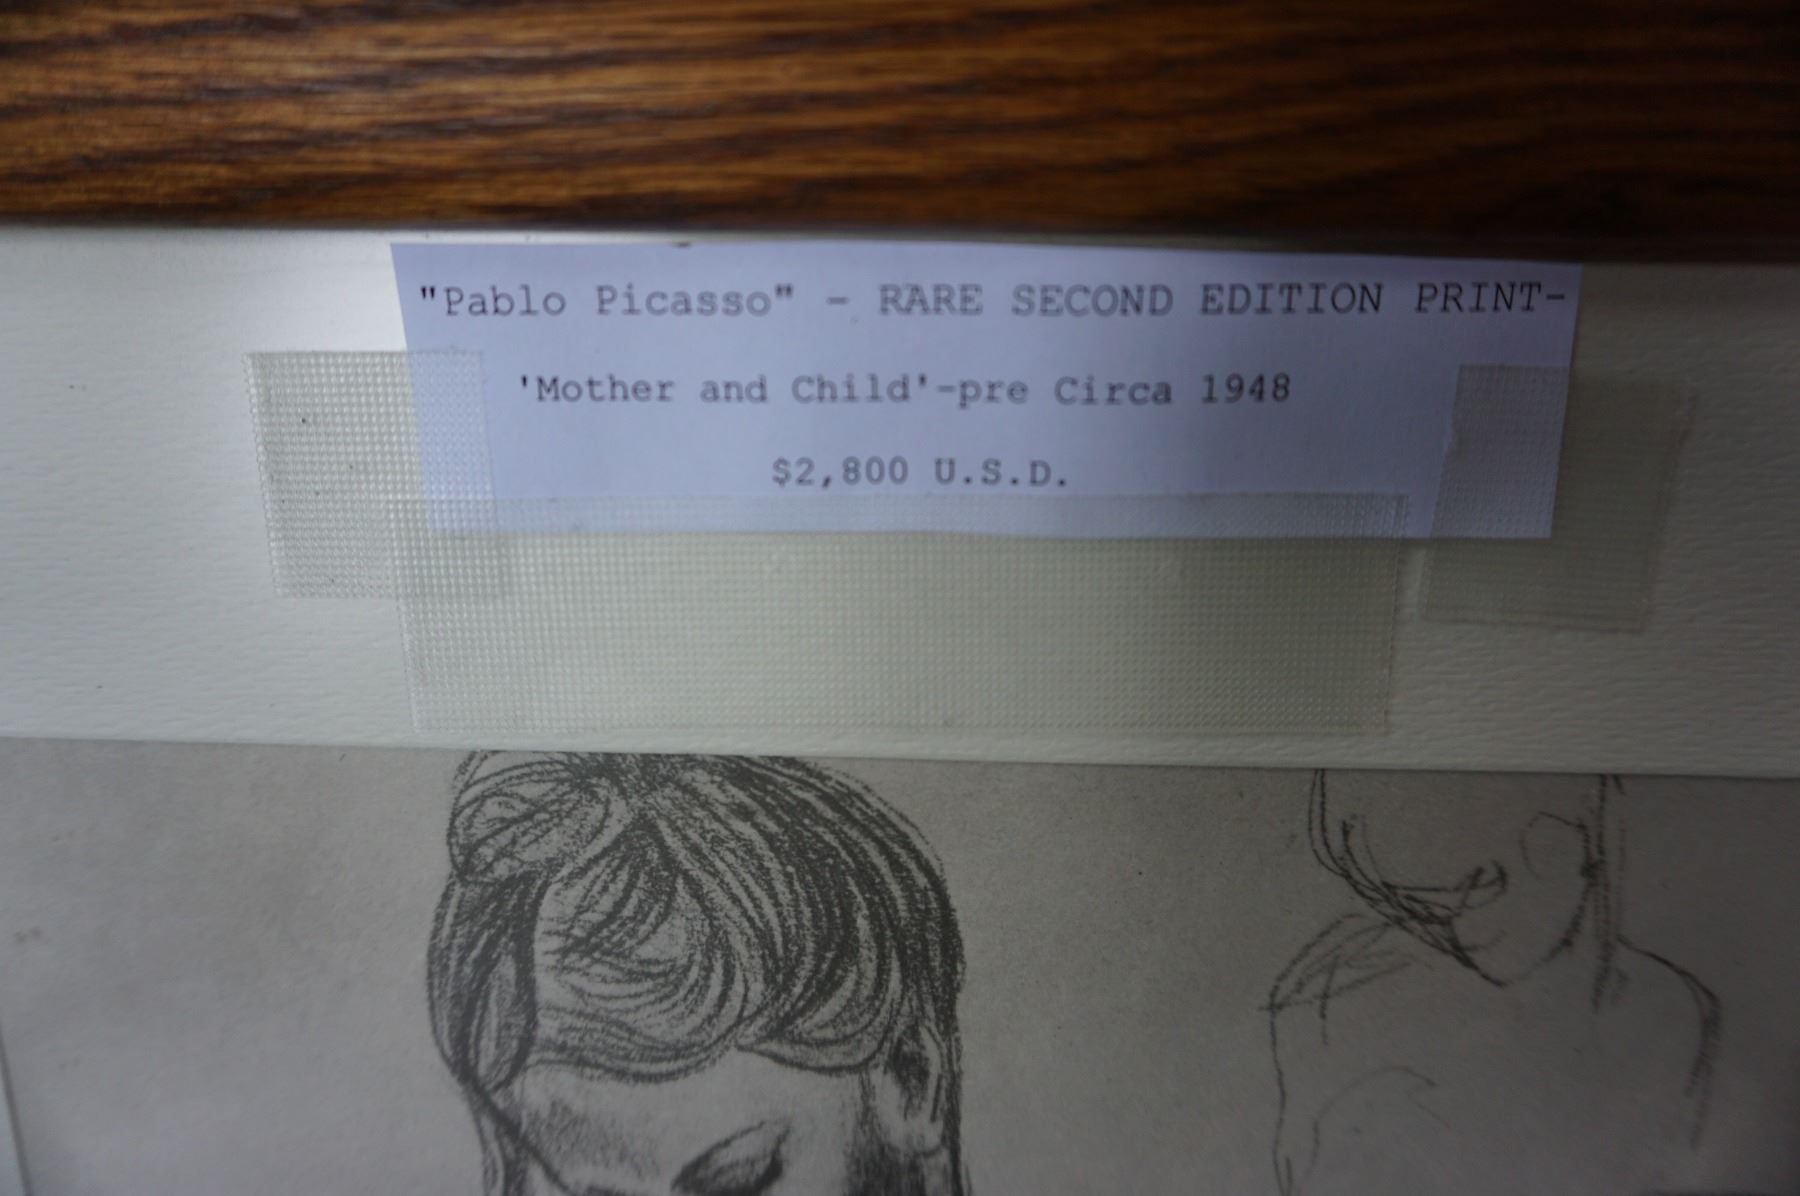 "Pablo Picasso" - RARE SECOND EDITION PRINT-
'Mother and Child'-pre Circa 1948
$2,800 U.S.D.